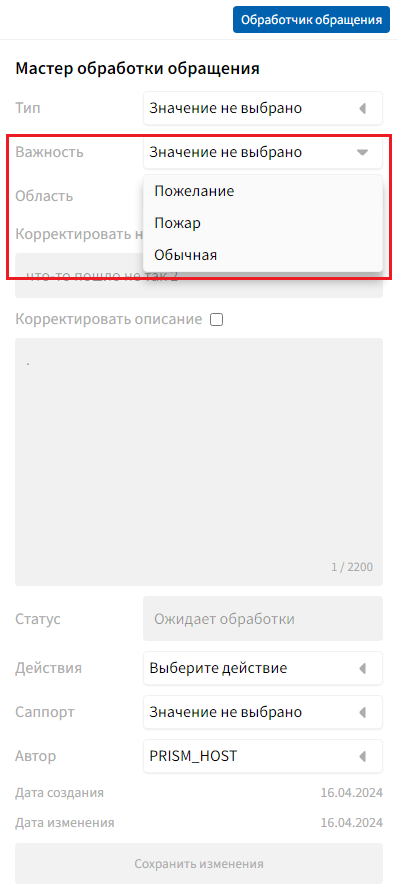 Обработчик обращения
Мастер обработки обращения
Тип Значение не выбрано
Важность Значение не выбрано
Пожелание
Область
Пожар
Корректировать н
Обычная
что-то пошло не так 2
Корректировать описание
.
1 / 2200
Статус Ожидает обработки
Действия Выберите действие
Саппорт Значение не выбрано
Автор PRISM_HOST
Дата создания 16.04.2024
Дата изменения 16.04.2024
Сохранить изменения